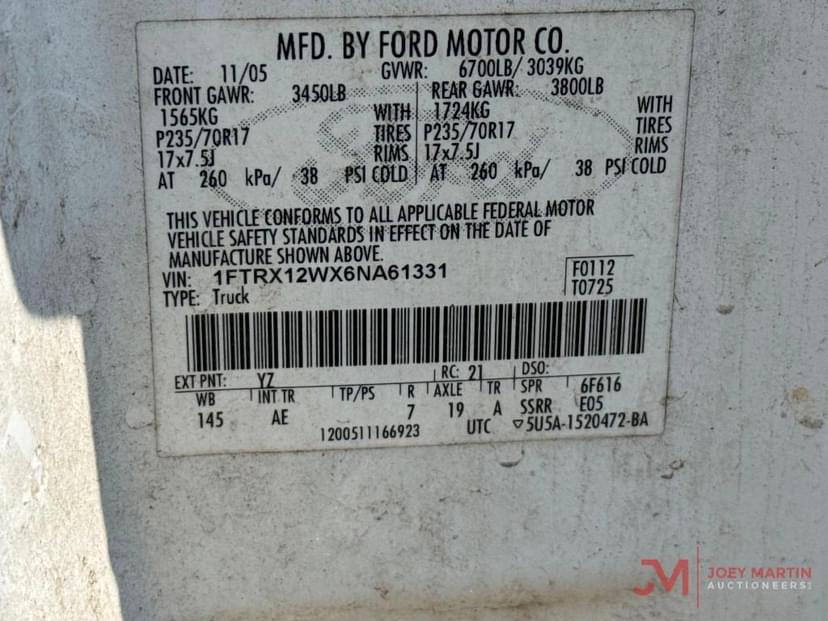 MFD. BY FORD MOTOR CO.
DATE: 11/05 GVWR: 6700LB/ 3039KG
FRONT GAWR: 3450LB REAR GAWR: 3800LB
1565KG WITH 1724KG WITH
P235/70R17 TIRES P235/70R17 TIRES
17x7.5J RIMS 17x7.5J RIMS
AT 260 kPa/ 38 PSI COLD AT 260 kPa/ 38 PSI COLD
THIS VEHICLE CONFORMS TO ALL APPLICABLE FEDERAL MOTOR
VEHICLE SAFETY STANDARDS IN EFFECT ON THE DATE OF
MANUFACTURE SHOWN ABOVE.
VIN: 1FTRX12WX6NA61331 F0112
TYPE: Truck T0725
EXT PNT: YZ RC: 21 DSO:
WB INT TR TP/PS R AXLE TR SPR 6F616
145 AE 7 19 A SSRR E05
1200511166923 UTC ▽5U5A-1520472-BA
JM JOEY MARTIN
AUCTIONEERS